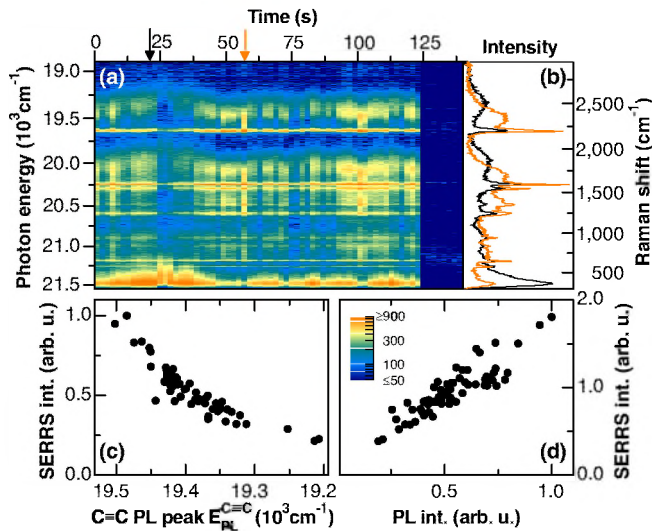 Time (s)
0 25 50 75 100 125
Intensity
(a)
(b)
Photon energy (10³cm⁻¹)
19.0
19.5
20.0
20.5
21.0
21.5
2,500
2,000
1,500
1,000
500
Raman shift (cm⁻¹)
SERRS int. (arb. u.)
1.0
0.5
0.0
(c)
19.5 19.4 19.3 19.2
C≡C PL peak E_PL^C≡C (10³cm⁻¹)
≥900
300
100
≤50
(d)
2.0
1.0
0.0
SERRS int. (arb. u.)
0.5 1.0
PL int. (arb. u.)